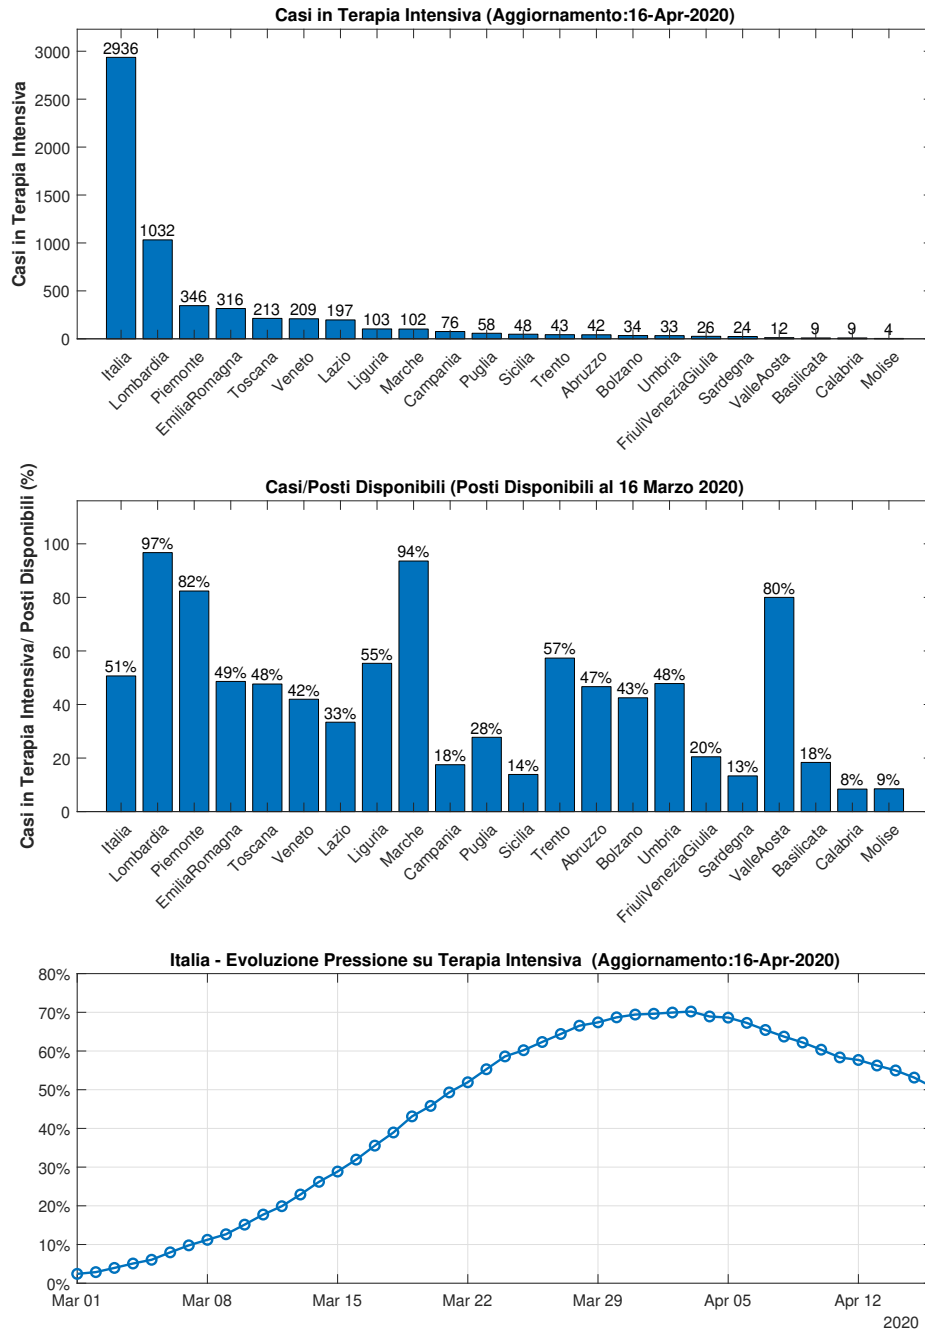 Casi in Terapia Intensiva (Aggiornamento:16-Apr-2020)
Casi in Terapia Intensiva
3000
2500
2000
1500
1000
500
0
2936
1032
346
316
213
209
197
103
102
76
58
48
43
42
34
33
26
24
12
9
9
4
Italia
Lombardia
Piemonte
EmiliaRomagna
Toscana
Veneto
Lazio
Liguria
Marche
Campania
Puglia
Sicilia
Trento
Abruzzo
Bolzano
Umbria
FriuliVeneziaGiulia
Sardegna
ValleAosta
Basilicata
Calabria
Molise
Casi/Posti Disponibili (Posti Disponibili al 16 Marzo 2020)
Casi in Terapia Intensiva/ Posti Disponibili (%)
100
80
60
40
20
0
51%
97%
82%
49%
48%
42%
33%
55%
94%
18%
28%
14%
57%
47%
43%
48%
20%
13%
80%
18%
8%
9%
Italia
Lombardia
Piemonte
EmiliaRomagna
Toscana
Veneto
Lazio
Liguria
Marche
Campania
Puglia
Sicilia
Trento
Abruzzo
Bolzano
Umbria
FriuliVeneziaGiulia
Sardegna
ValleAosta
Basilicata
Calabria
Molise
Italia - Evoluzione Pressione su Terapia Intensiva (Aggiornamento:16-Apr-2020)
80%
70%
60%
50%
40%
30%
20%
10%
0%
Mar 01
Mar 08
Mar 15
Mar 22
Mar 29
Apr 05
Apr 12
2020